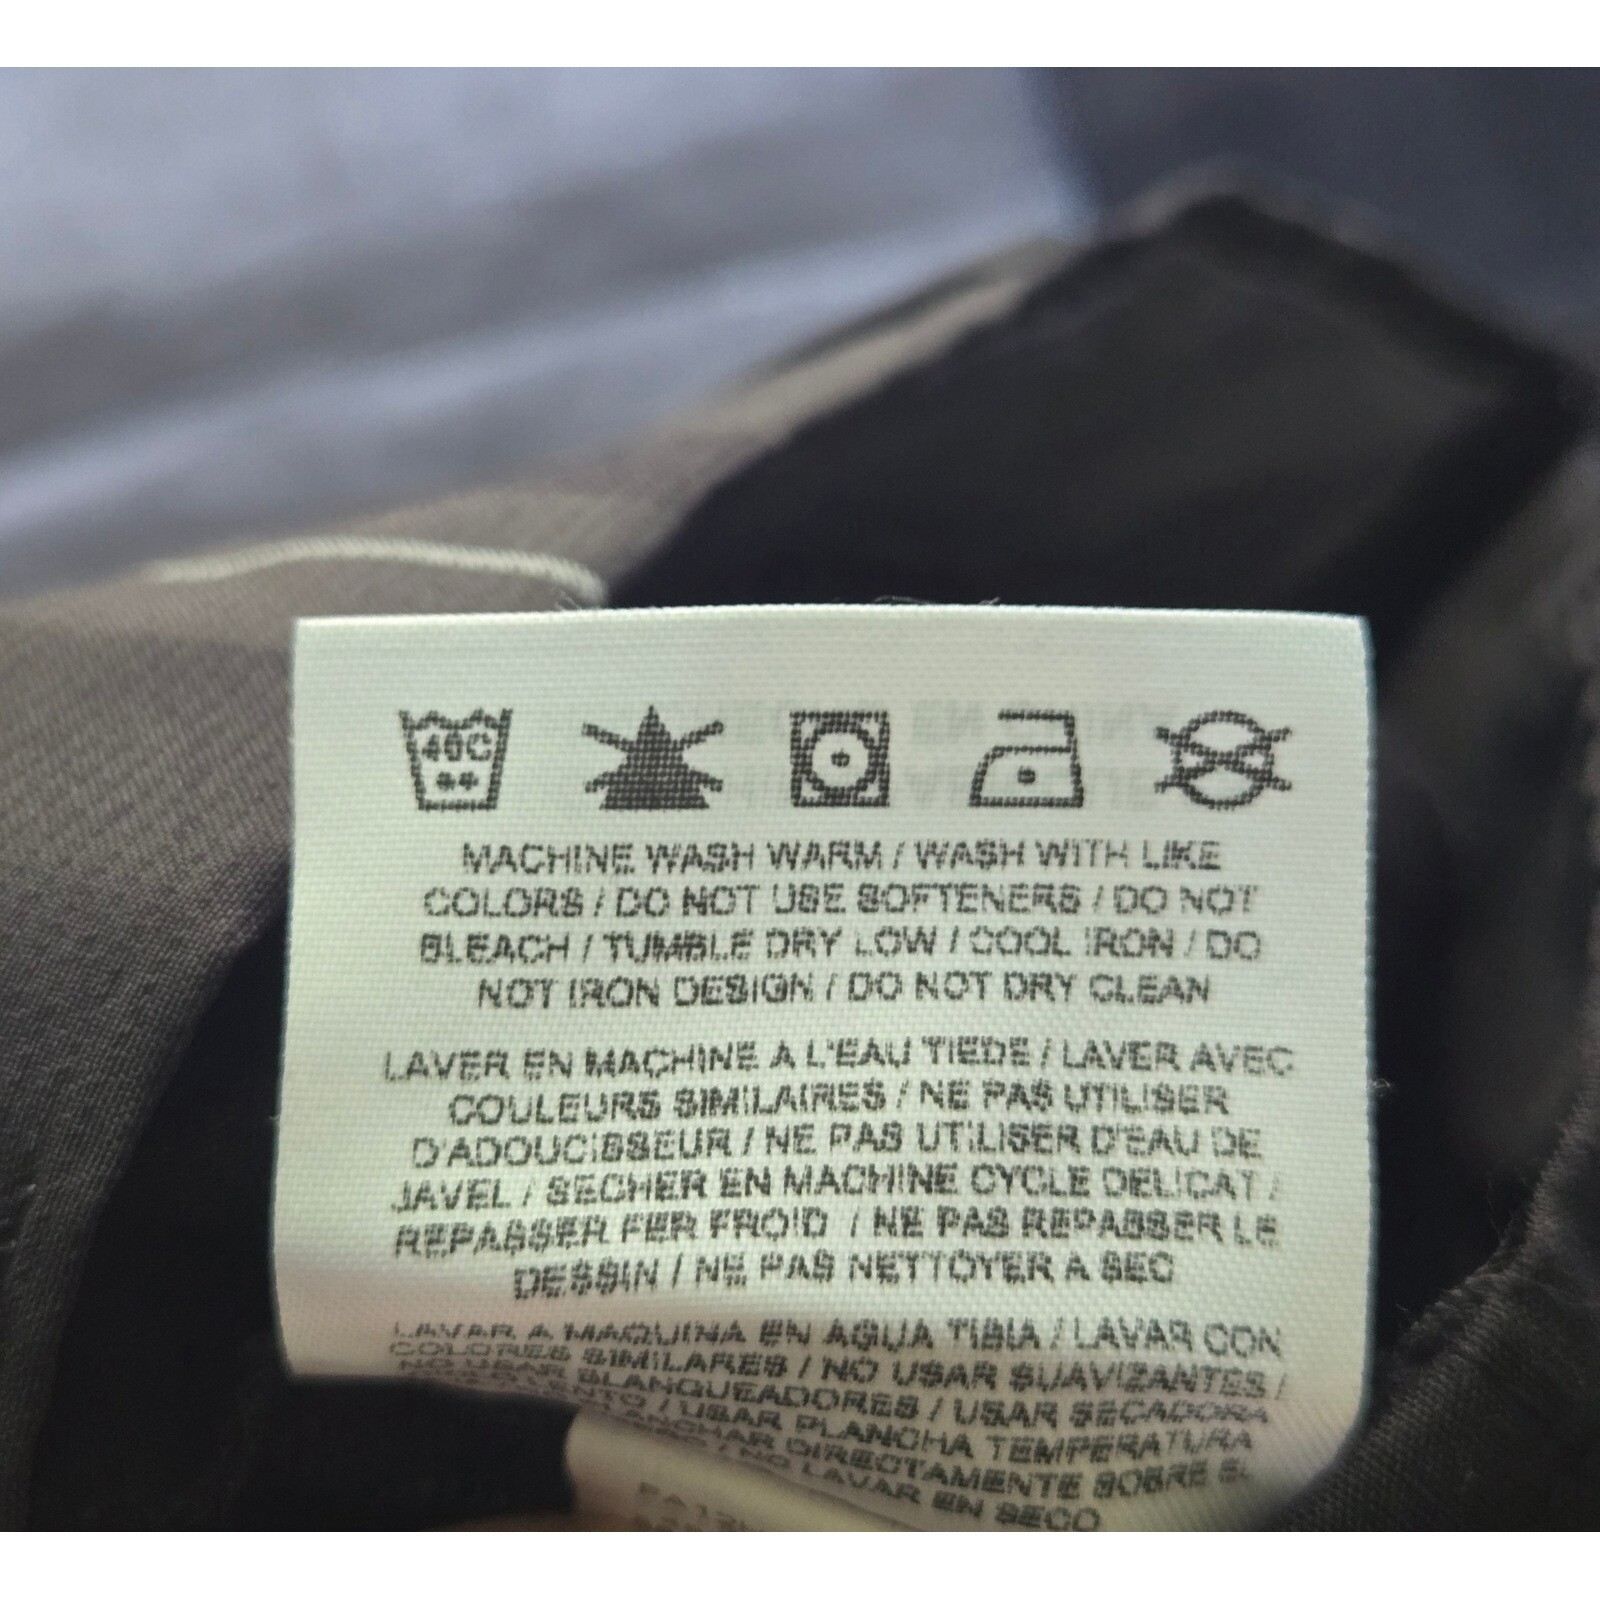 40C
MACHINE WASH WARM / WASH WITH LIKE
COLORS / DO NOT USE SOFTENERS / DO NOT
BLEACH / TUMBLE DRY LOW / COOL IRON / DO
NOT IRON DESIGN / DO NOT DRY CLEAN
LAVER EN MACHINE A L'EAU TIEDE / LAVER AVEC
COULEURS SIMILAIRES / NE PAS UTILISER
D'ADOUCISSEUR / NE PAS UTILISER D'EAU DE
JAVEL / SECHER EN MACHINE CYCLE DELICAT /
REPASSER FER FROID / NE PAS REPASSER LE
DESSIN / NE PAS NETTOYER A SEC
LAVAR A MAQUINA EN AGUA TIBIA / LAVAR CON
COLORES SIMILARES / NO USAR SUAVIZANTES /
NO USAR BLANQUEADORES / USAR SECADORA
LENTO / USAR PLANCHA TEMPERATURA
PLANCHAR DIRECTAMENTE SOBRE EL
/ NO LAVAR EN SECO